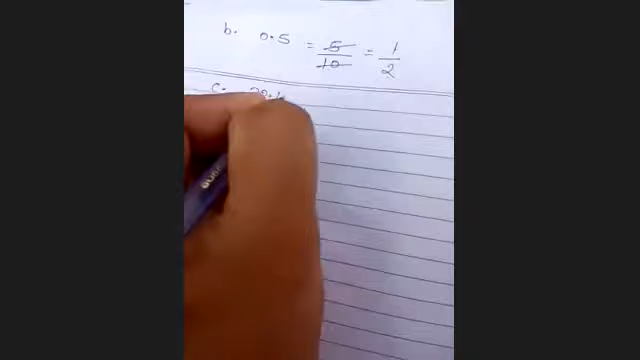 b. 0.5 = 5/10 = 1/2
c.